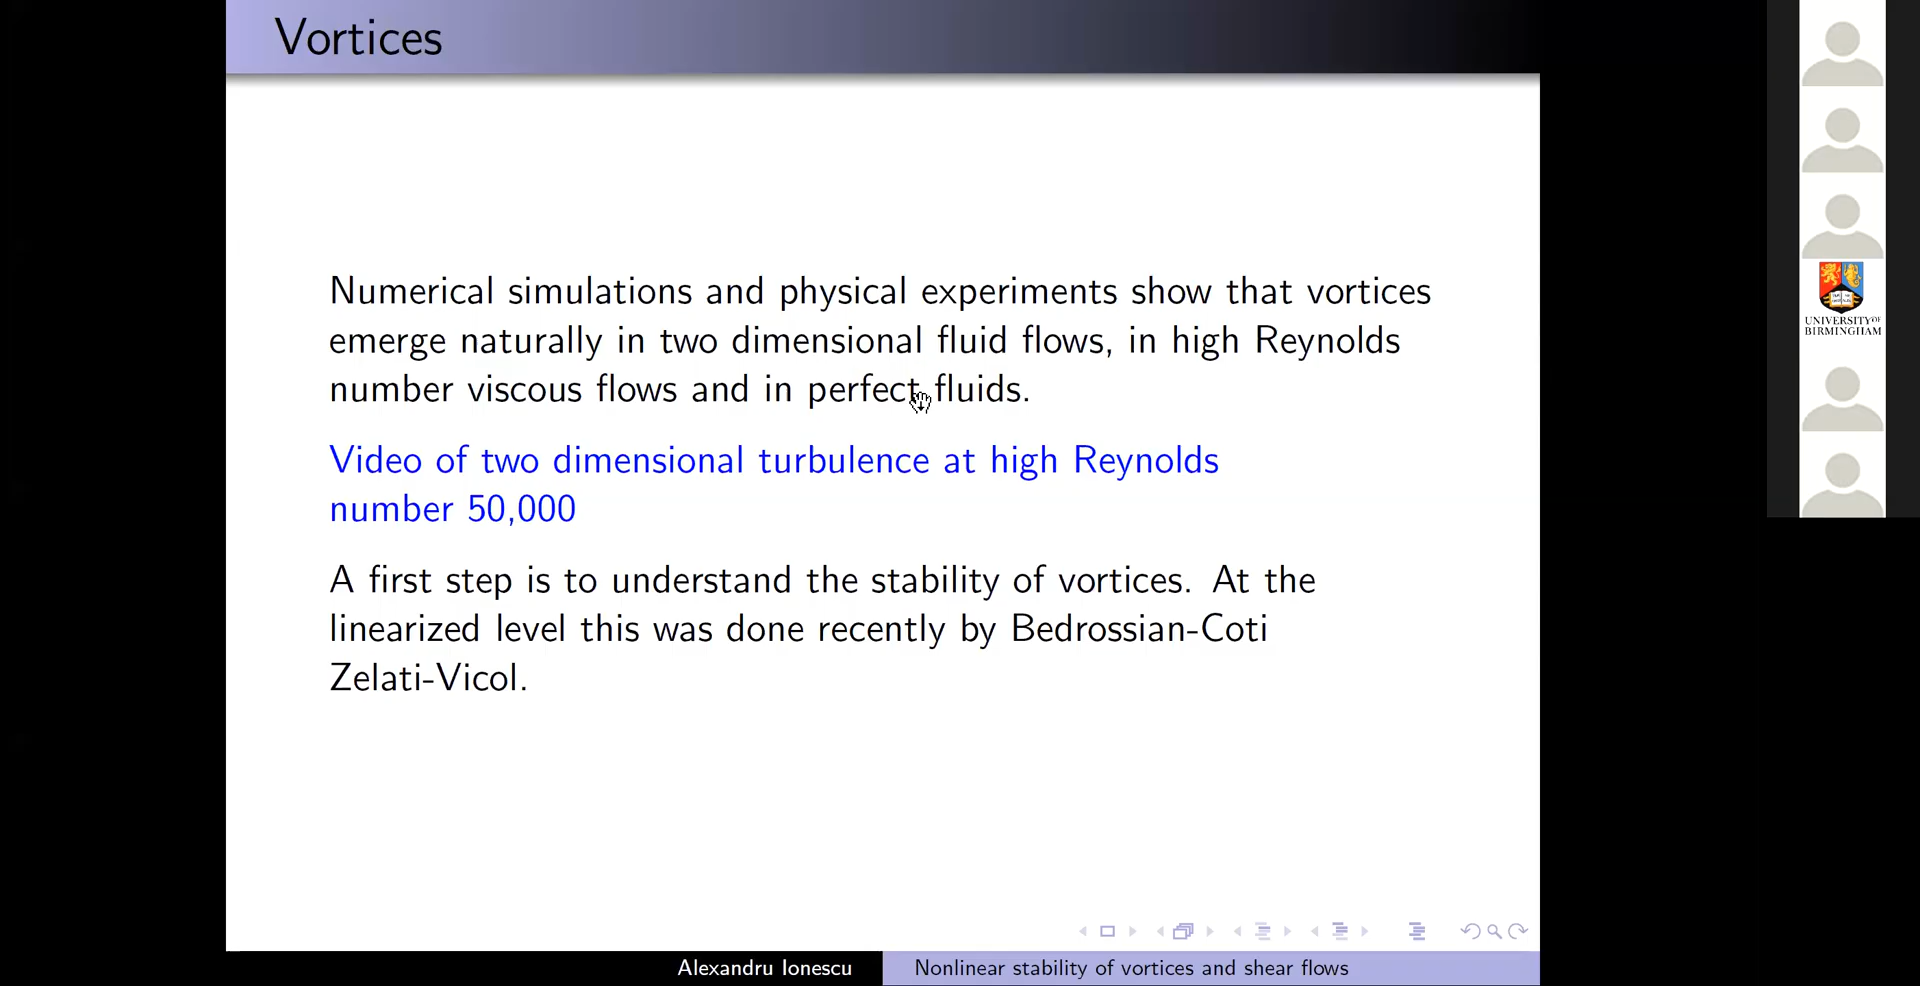 Vortices
Numerical simulations and physical experiments show that vortices
emerge naturally in two dimensional fluid flows, in high Reynolds
number viscous flows and in perfect fluids.
Video of two dimensional turbulence at high Reynolds
number 50,000
A first step is to understand the stability of vortices. At the
linearized level this was done recently by Bedrossian-Coti
Zelati-Vicol.
Alexandru Ionescu
Nonlinear stability of vortices and shear flows
UNIVERSITY OF
BIRMINGHAM